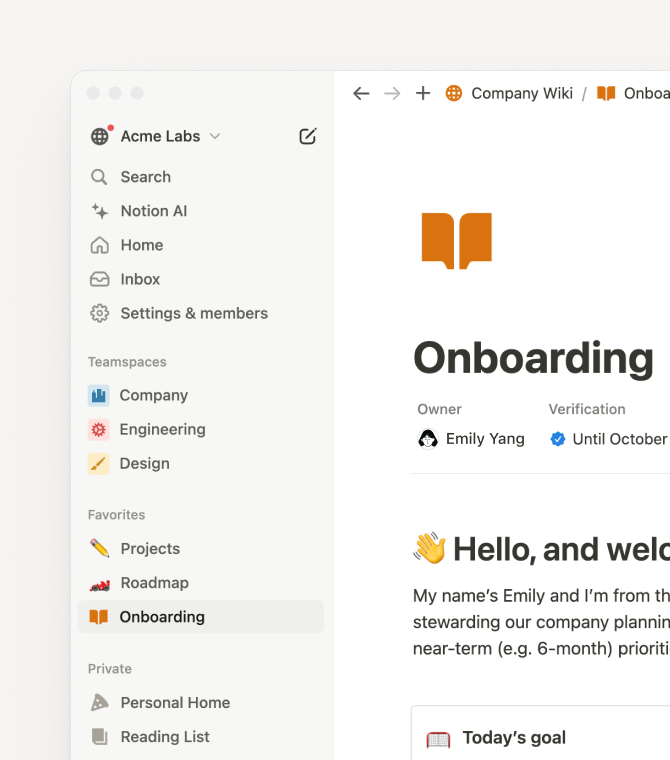 Acme Labs
Search
Notion AI
Home
Inbox
Settings & members
Teamspaces
Company
Engineering
Design
Favorites
Projects
Roadmap
Onboarding
Private
Personal Home
Reading List
Company Wiki / Onboa
Onboarding
Owner Verification
Emily Yang Until October
Hello, and welc
My name’s Emily and I’m from th
stewarding our company plannin
near-term (e.g. 6-month) prioriti
Today’s goal